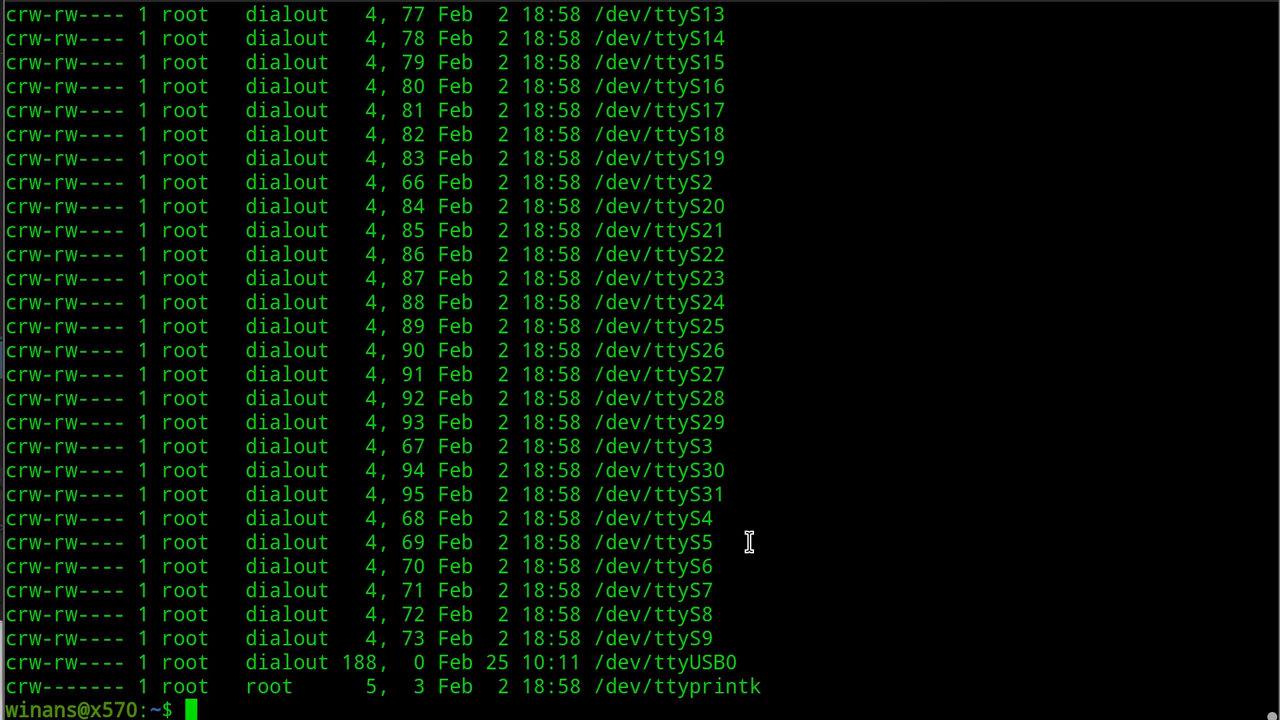 crw-rw---- 1 root   dialout   4, 77 Feb  2 18:58 /dev/ttyS13
crw-rw---- 1 root   dialout   4, 78 Feb  2 18:58 /dev/ttyS14
crw-rw---- 1 root   dialout   4, 79 Feb  2 18:58 /dev/ttyS15
crw-rw---- 1 root   dialout   4, 80 Feb  2 18:58 /dev/ttyS16
crw-rw---- 1 root   dialout   4, 81 Feb  2 18:58 /dev/ttyS17
crw-rw---- 1 root   dialout   4, 82 Feb  2 18:58 /dev/ttyS18
crw-rw---- 1 root   dialout   4, 83 Feb  2 18:58 /dev/ttyS19
crw-rw---- 1 root   dialout   4, 66 Feb  2 18:58 /dev/ttyS2
crw-rw---- 1 root   dialout   4, 84 Feb  2 18:58 /dev/ttyS20
crw-rw---- 1 root   dialout   4, 85 Feb  2 18:58 /dev/ttyS21
crw-rw---- 1 root   dialout   4, 86 Feb  2 18:58 /dev/ttyS22
crw-rw---- 1 root   dialout   4, 87 Feb  2 18:58 /dev/ttyS23
crw-rw---- 1 root   dialout   4, 88 Feb  2 18:58 /dev/ttyS24
crw-rw---- 1 root   dialout   4, 89 Feb  2 18:58 /dev/ttyS25
crw-rw---- 1 root   dialout   4, 90 Feb  2 18:58 /dev/ttyS26
crw-rw---- 1 root   dialout   4, 91 Feb  2 18:58 /dev/ttyS27
crw-rw---- 1 root   dialout   4, 92 Feb  2 18:58 /dev/ttyS28
crw-rw---- 1 root   dialout   4, 93 Feb  2 18:58 /dev/ttyS29
crw-rw---- 1 root   dialout   4, 67 Feb  2 18:58 /dev/ttyS3
crw-rw---- 1 root   dialout   4, 94 Feb  2 18:58 /dev/ttyS30
crw-rw---- 1 root   dialout   4, 95 Feb  2 18:58 /dev/ttyS31
crw-rw---- 1 root   dialout   4, 68 Feb  2 18:58 /dev/ttyS4
crw-rw---- 1 root   dialout   4, 69 Feb  2 18:58 /dev/ttyS5
crw-rw---- 1 root   dialout   4, 70 Feb  2 18:58 /dev/ttyS6
crw-rw---- 1 root   dialout   4, 71 Feb  2 18:58 /dev/ttyS7
crw-rw---- 1 root   dialout   4, 72 Feb  2 18:58 /dev/ttyS8
crw-rw---- 1 root   dialout   4, 73 Feb  2 18:58 /dev/ttyS9
crw-rw---- 1 root   dialout 188,  0 Feb 25 10:11 /dev/ttyUSB0
crw------- 1 root   root      5,  3 Feb  2 18:58 /dev/ttyprintk
winans@x570:~$